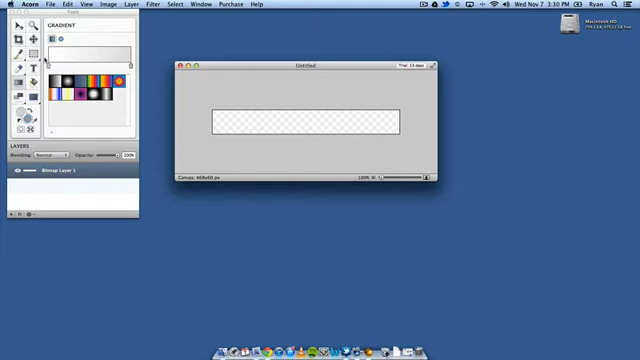 Acorn File Edit Image Layer Select Filter View Window Purchase Help
Wed Nov 7 3:30 PM Ryan
Tools
GRADIENT
LAYERS
Blending: Normal Opacity: 100%
Bitmap Layer 1
Untitled
Trial: 13 days
Canvas: 468x60 px
100%
Macintosh HD